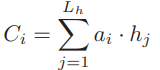 C_i = \sum_{j=1}^{L_h} a_i \cdot h_j